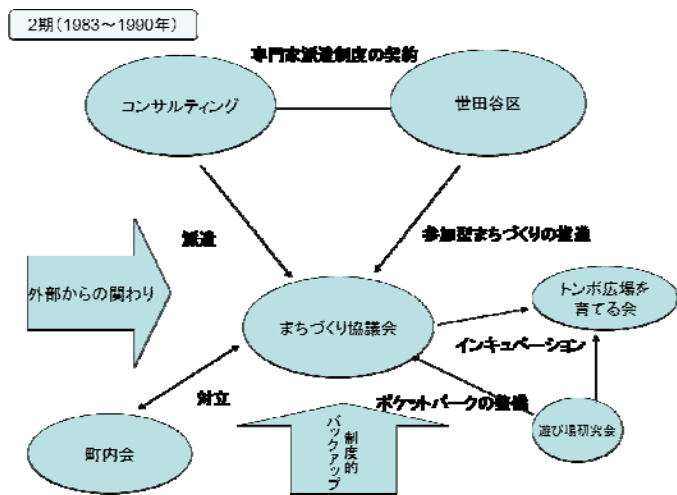 2期(1983～1990年)
専門家派遣制度の契約
コンサルティング
世田谷区
派遣
参加型まちづくりの推進
外部からの関わり
まちづくり協議会
トンボ広場を
育てる会
インキュベーション
対立
ポケットパークの整備
町内会
制度的
バックアップ
遊び場研究会